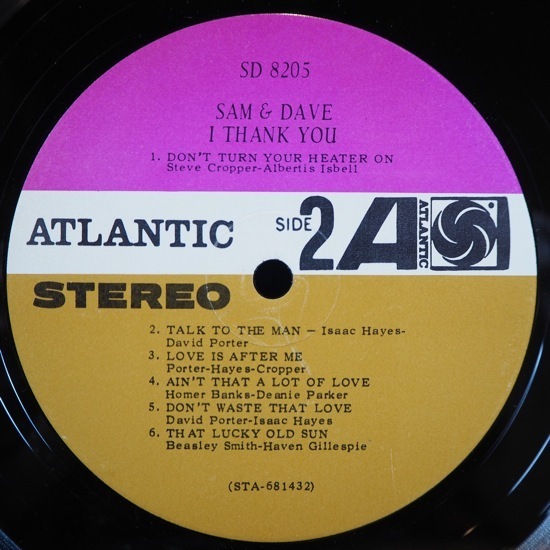 SD 8205
SAM & DAVE
I THANK YOU
1. DON'T TURN YOUR HEATER ON
Steve Cropper-Albertis Isbell
ATLANTIC
SIDE 2
A
ATLANTIC
STEREO
2. TALK TO THE MAN — Isaac Hayes-
David Porter
3. LOVE IS AFTER ME
Porter-Hayes-Cropper
4. AIN'T THAT A LOT OF LOVE
Homer Banks-Deanie Parker
5. DON'T WASTE THAT LOVE
David Porter-Isaac Hayes
6. THAT LUCKY OLD SUN
Beasley Smith-Haven Gillespie
(STA-681432)